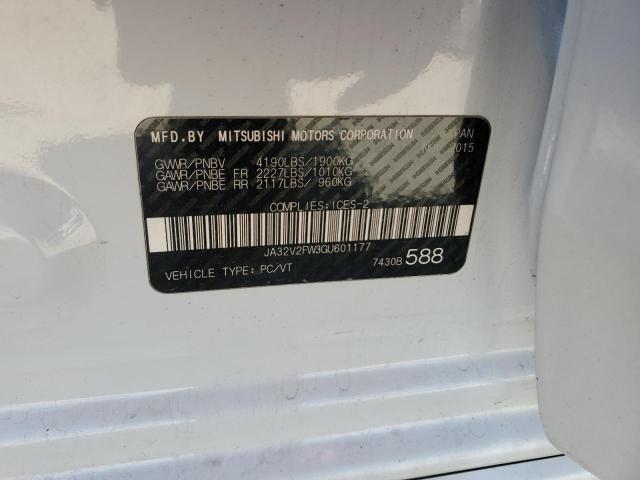 MFD.BY MITSUBISHI MOTORS CORPORATION JAPAN
2015
GVWR/PNBV 4190LBS/1900KG
GAWR/PNBE FR 2227LBS/1010KG
GAWR/PNBE RR 2117LBS/ 960KG
COMPLIES:ICES-2
JA32V2FW3GU601177
VEHICLE TYPE: PC/VT 7430B 588